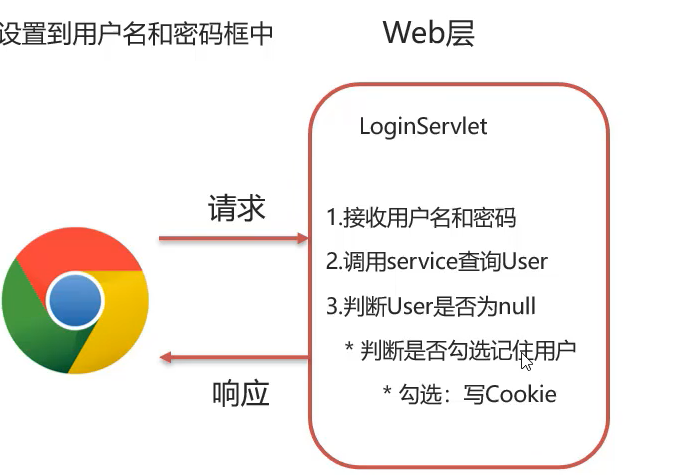 设置到用户名和密码框中
Web层
LoginServlet
请求
1.接收用户名和密码
2.调用service查询User
3.判断User是否为null
* 判断是否勾选记住用户
响应
* 勾选：写Cookie